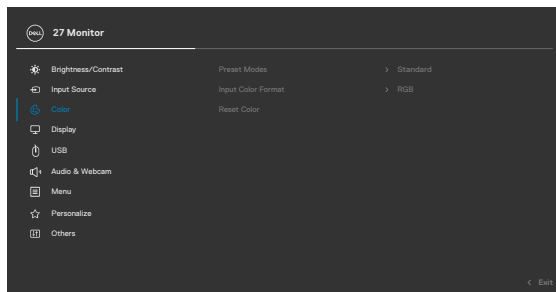 DELL 27 Monitor
Brightness/Contrast Preset Modes > Standard
Input Source Input Color Format > RGB
Color Reset Color
Display
USB
Audio & Webcam
Menu
Personalize
Others
< Exit